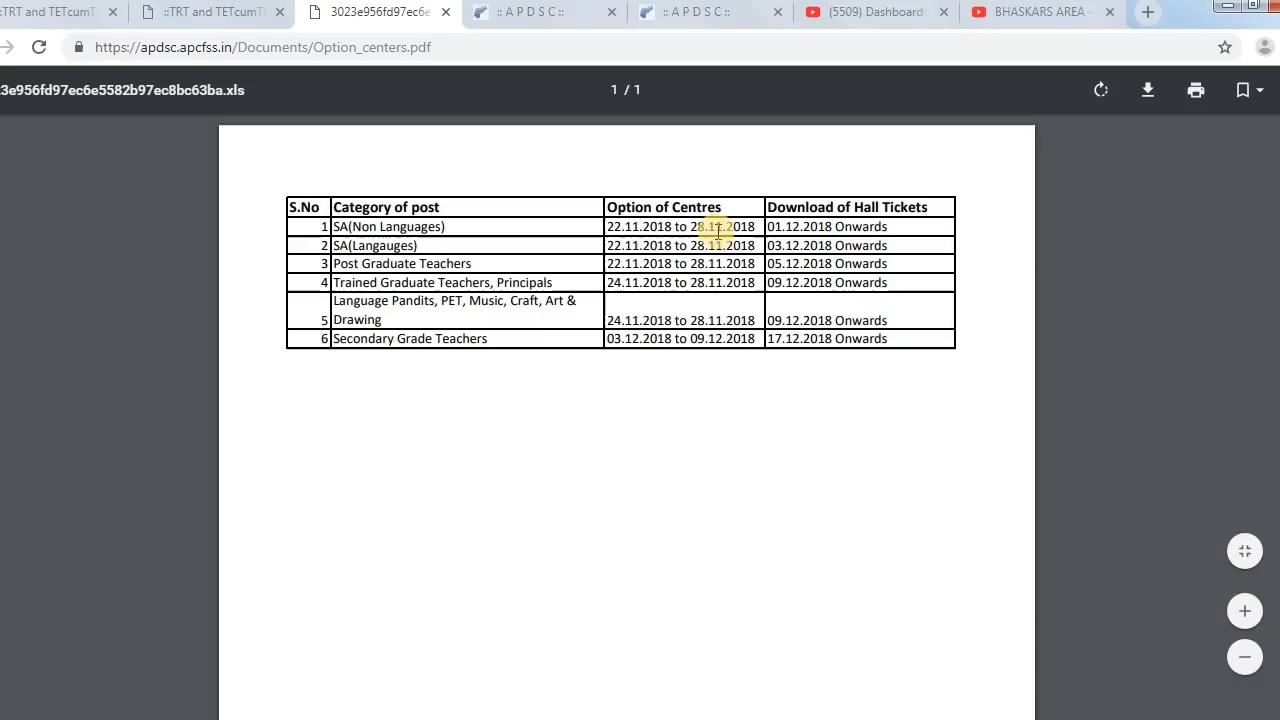 ::TRT and TETcumT
::TRT and TETcumT
3023e956fd97ec6e
:: A P D S C ::
:: A P D S C ::
(5509) Dashboard
BHASKARS AREA -
https://apdsc.apcfss.in/Documents/Option_centers.pdf
3e956fd97ec6e5582b97ec8bc63ba.xls
1 / 1
S.No Category of post Option of Centres Download of Hall Tickets
1 SA(Non Languages) 22.11.2018 to 28.11.2018 01.12.2018 Onwards
2 SA(Langauges) 22.11.2018 to 28.11.2018 03.12.2018 Onwards
3 Post Graduate Teachers 22.11.2018 to 28.11.2018 05.12.2018 Onwards
4 Trained Graduate Teachers, Principals 24.11.2018 to 28.11.2018 09.12.2018 Onwards
Language Pandits, PET, Music, Craft, Art &
5 Drawing 24.11.2018 to 28.11.2018 09.12.2018 Onwards
6 Secondary Grade Teachers 03.12.2018 to 09.12.2018 17.12.2018 Onwards